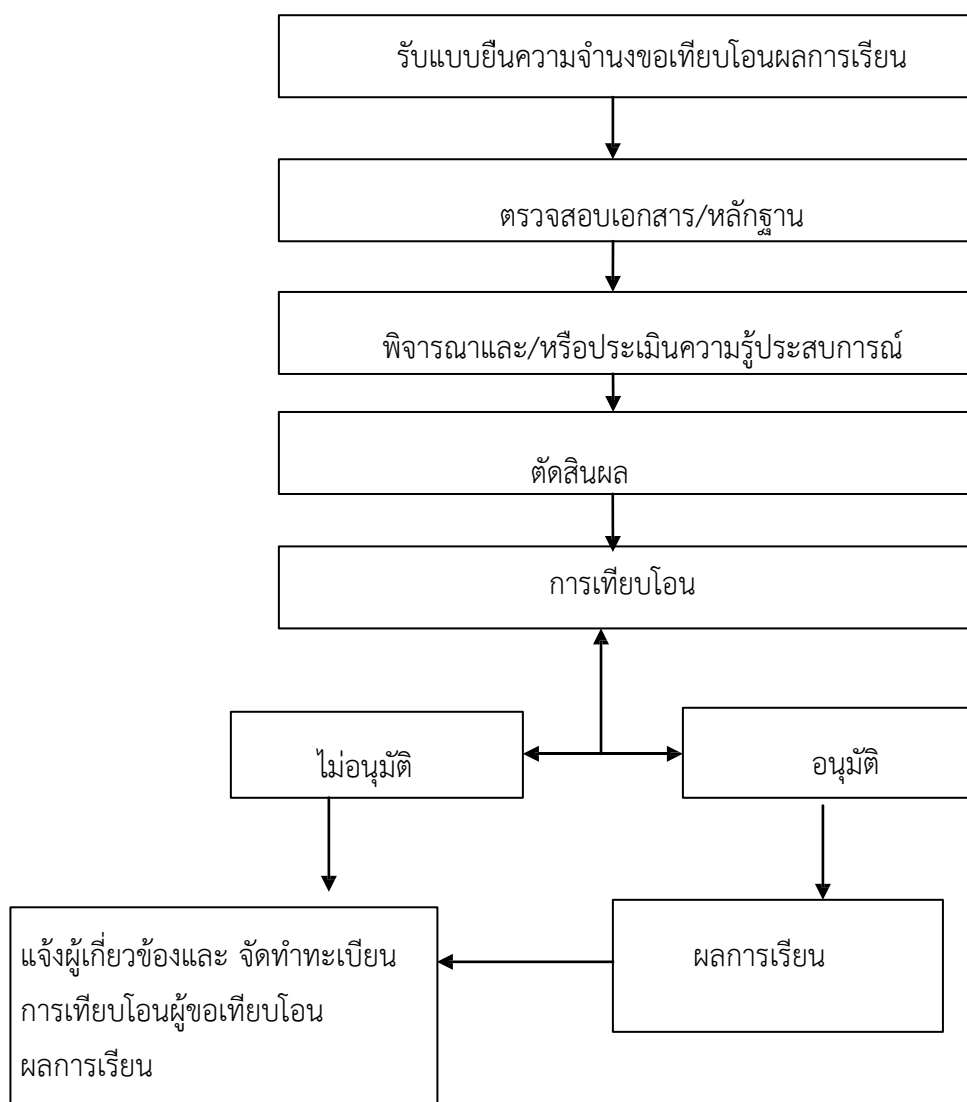 รับแบบยืนความจำนงขอเทียบโอนผลการเรียน
ตรวจสอบเอกสาร/หลักฐาน
พิจารณาและ/หรือประเมินความรู้ประสบการณ์
ตัดสินผล
การเทียบโอน
ไม่อนุมัติ
อนุมัติ
แจ้งผู้เกี่ยวข้องและ จัดทำทะเบียน
การเทียบโอนผู้ขอเทียบโอน
ผลการเรียน
ผลการเรียน